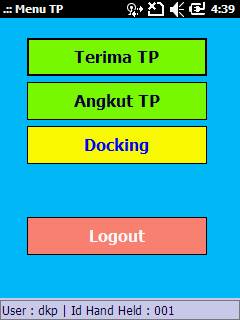 .:: Menu TP 4:39
Terima TP
Angkut TP
Docking
Logout
User : dkp | Id Hand Held : 001